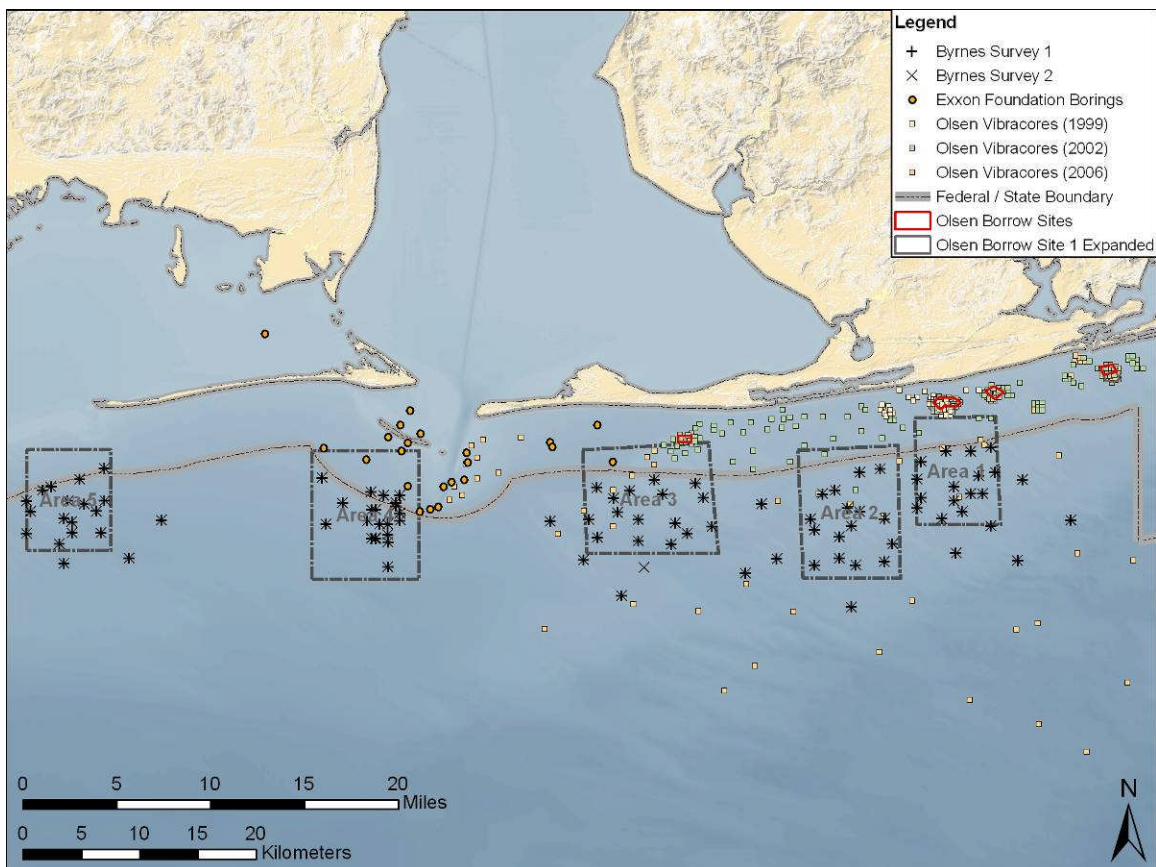 Legend
Byrnes Survey 1
Byrnes Survey 2
Exxon Foundation Borings
Olsen Vibracores (1999)
Olsen Vibracores (2002)
Olsen Vibracores (2006)
Federal / State Boundary
Olsen Borrow Sites
Olsen Borrow Site 1 Expanded
Area 5
Area 4
Area 3
Area 2
Area 1
0 5 10 15 20
Miles
0 5 10 15 20
Kilometers
N